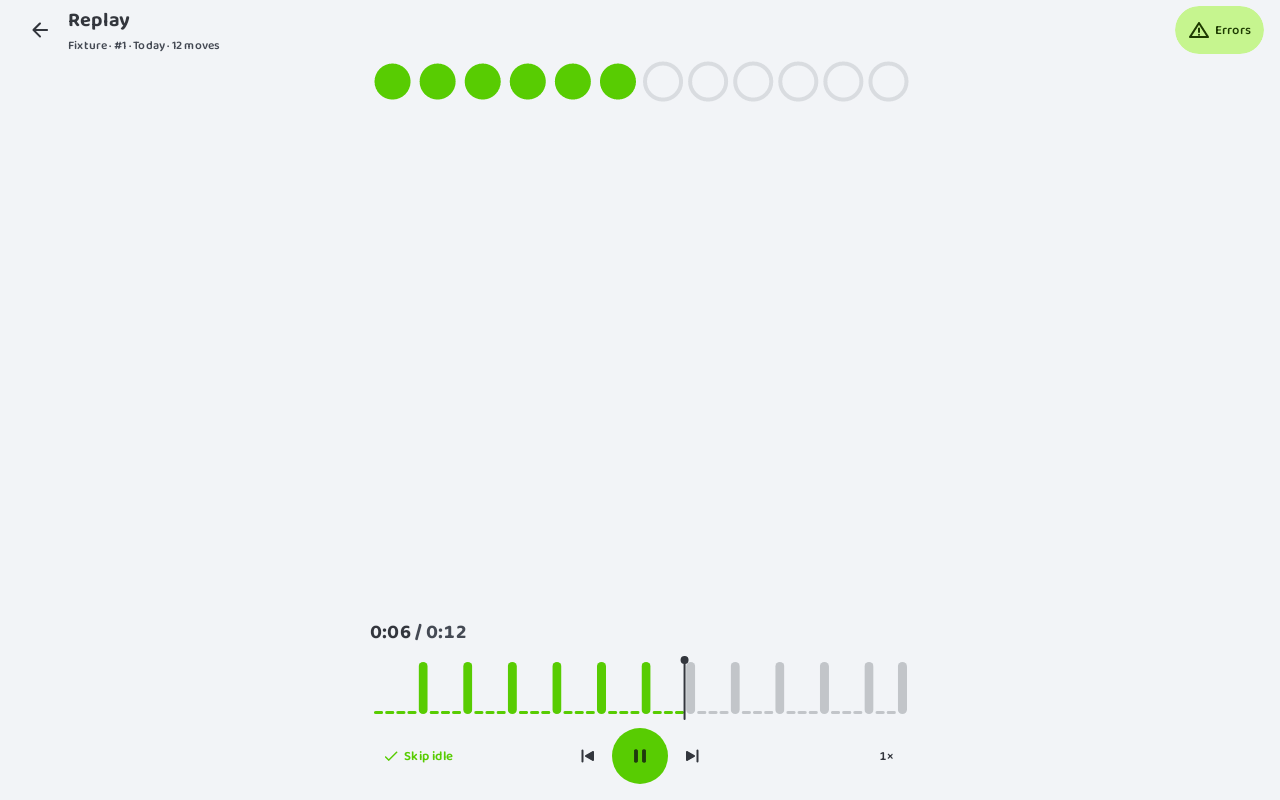 Replay
Fixture · #1 · Today · 12 moves
Errors
0:06 / 0:12
Skip idle
1×